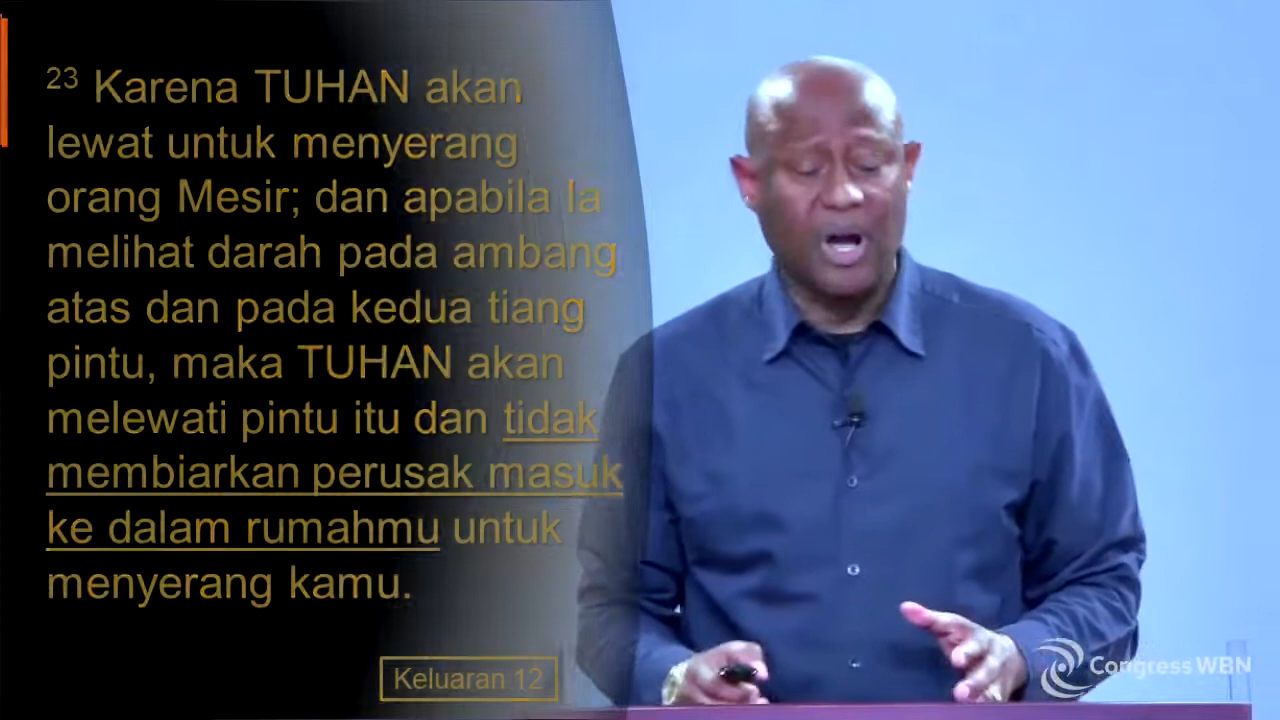 23 Karena TUHAN akan
lewat untuk menyerang
orang Mesir; dan apabila Ia
melihat darah pada ambang
atas dan pada kedua tiang
pintu, maka TUHAN akan
melewati pintu itu dan tidak
membiarkan perusak masuk
ke dalam rumahmu untuk
menyerang kamu.
Keluaran 12
CongressWBN